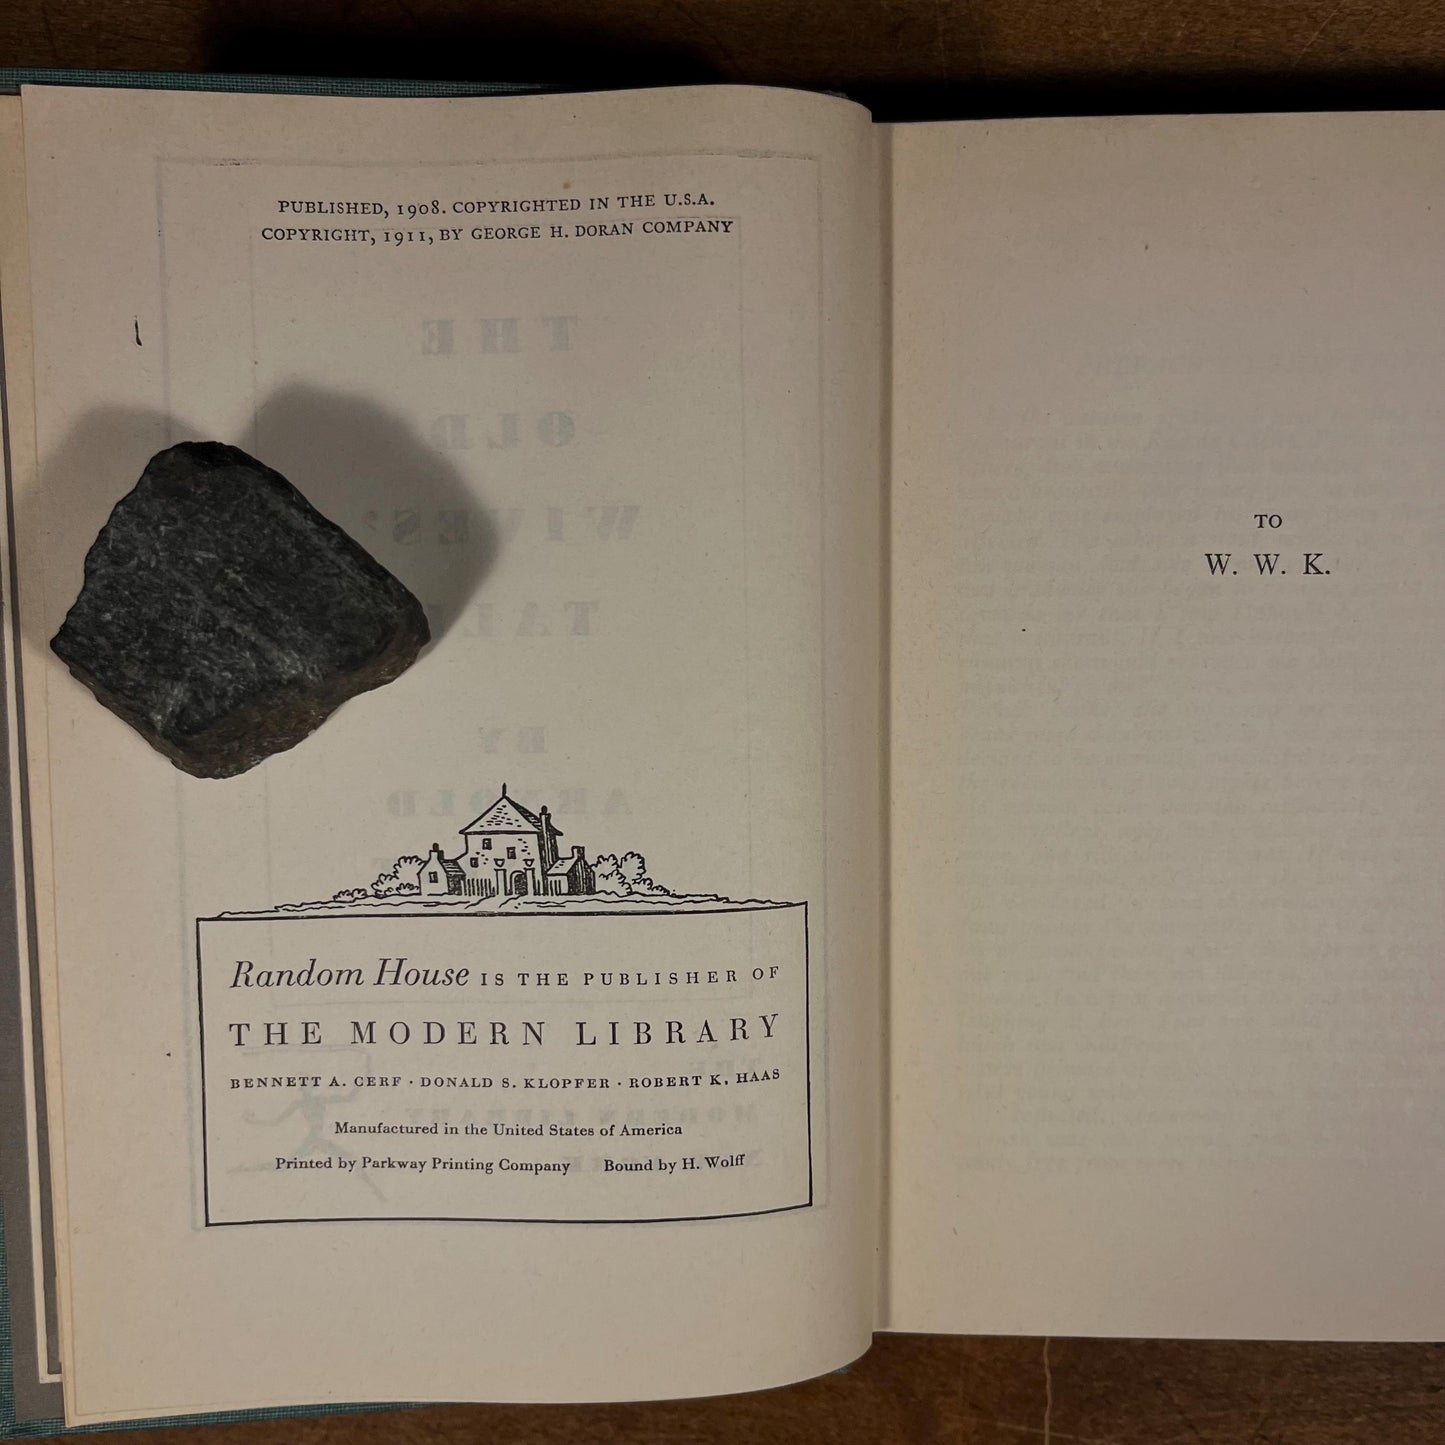 PUBLISHED, 1908. COPYRIGHTED IN THE U.S.A.
COPYRIGHT, 1911, BY GEORGE H. DORAN COMPANY
Random House IS THE PUBLISHER OF
THE MODERN LIBRARY
BENNETT A. CERF · DONALD S. KLOPFER · ROBERT K. HAAS
Manufactured in the United States of America
Printed by Parkway Printing Company Bound by H. Wolff
TO
W. W. K.